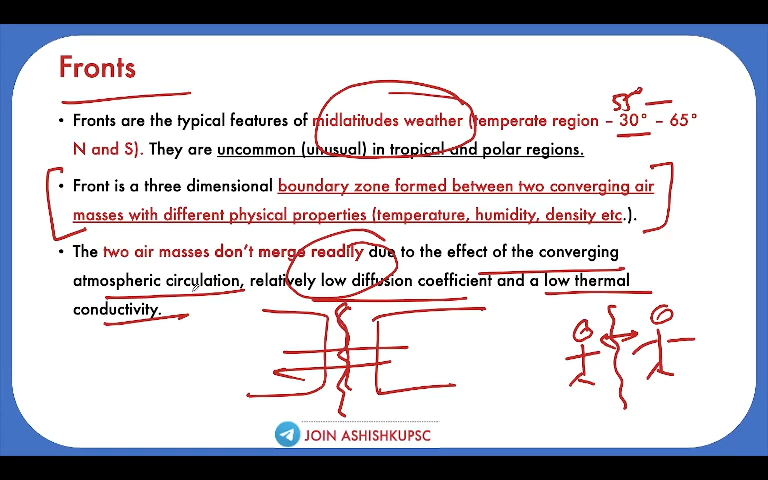 Fronts
55°
• Fronts are the typical features of midlatitudes weather (temperate region – 30° – 65°
N and S). They are uncommon (unusual) in tropical and polar regions.
• Front is a three dimensional boundary zone formed between two converging air
masses with different physical properties (temperature, humidity, density etc.).
• The two air masses don't merge readily due to the effect of the converging
atmospheric circulation, relatively low diffusion coefficient and a low thermal
conductivity.
JOIN ASHISHKUPSC